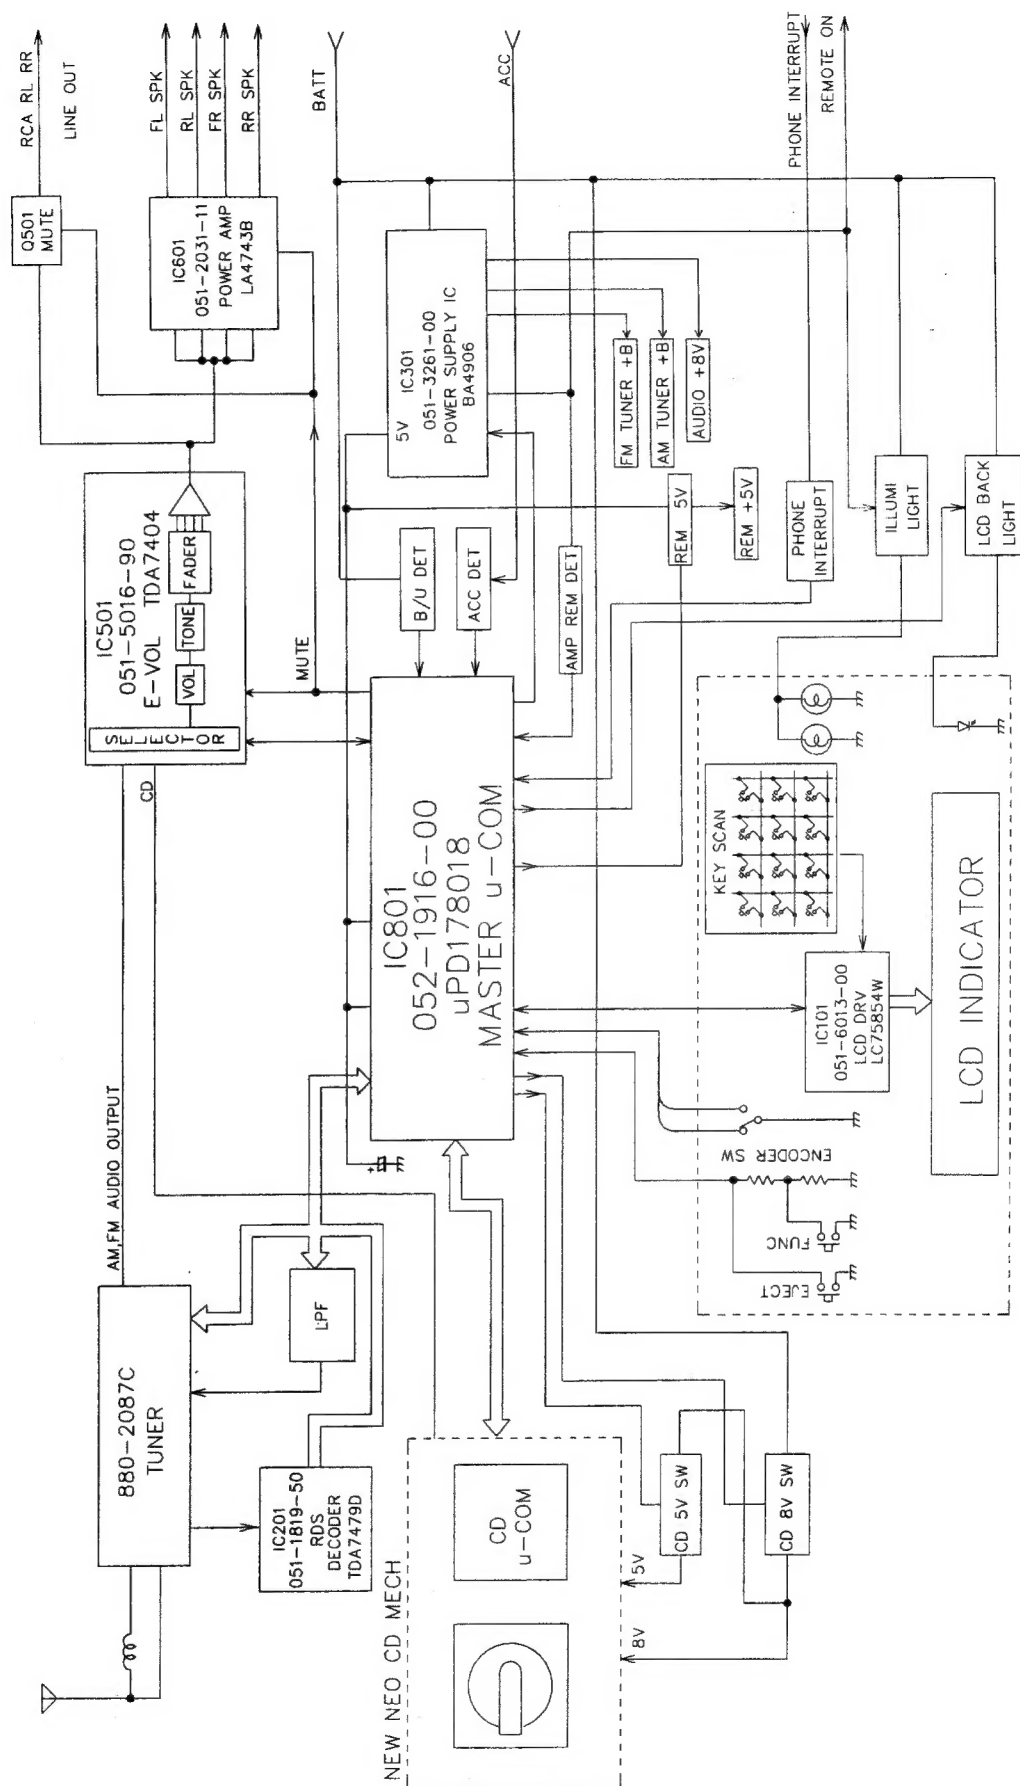 RCA RL RR
LINE OUT
FL SPK
RL SPK
FR SPK
RR SPK
BATT
ACC
PHONE INTERRUPT
REMOTE ON
Q501
MUTE
IC601
051-2031-11
POWER AMP
LA4743B
5V
IC301
051-3261-00
POWER SUPPLY IC
BA4906
FM TUNER +B
AM TUNER +B
AUDIO +8V
IC501
051-5016-90
E-VOL TDA7404
SELECTOR
VOL
TONE
FADER
MUTE
CD
B/U DET
ACC DET
AMP REM DET
REM 5V
REM +5V
PHONE
INTERRUPT
ILLUMI
LIGHT
LCD BACK
LIGHT
IC801
052-1916-00
uPD178018
MASTER u-COM
AM,FM AUDIO OUTPUT
880-2087C
TUNER
LPF
IC201
051-1819-50
RDS
DECODER
TDA7479D
KEY SCAN
IC101
051-6013-00
LCD DRV
LC75854W
LCD INDICATOR
ENCODER SW
FUNC
EJECT
NEW NEO CD MECH
CD
u-COM
5V
8V
CD 5V SW
CD 8V SW